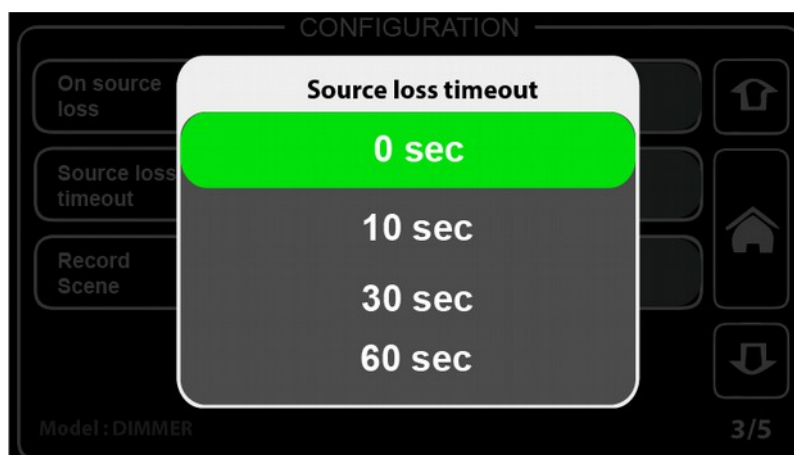 CONFIGURATION
Source loss timeout
On source
loss
0 sec
Source loss
timeout
10 sec
Record
Scene
30 sec
60 sec
Model : DIMMER
3/5